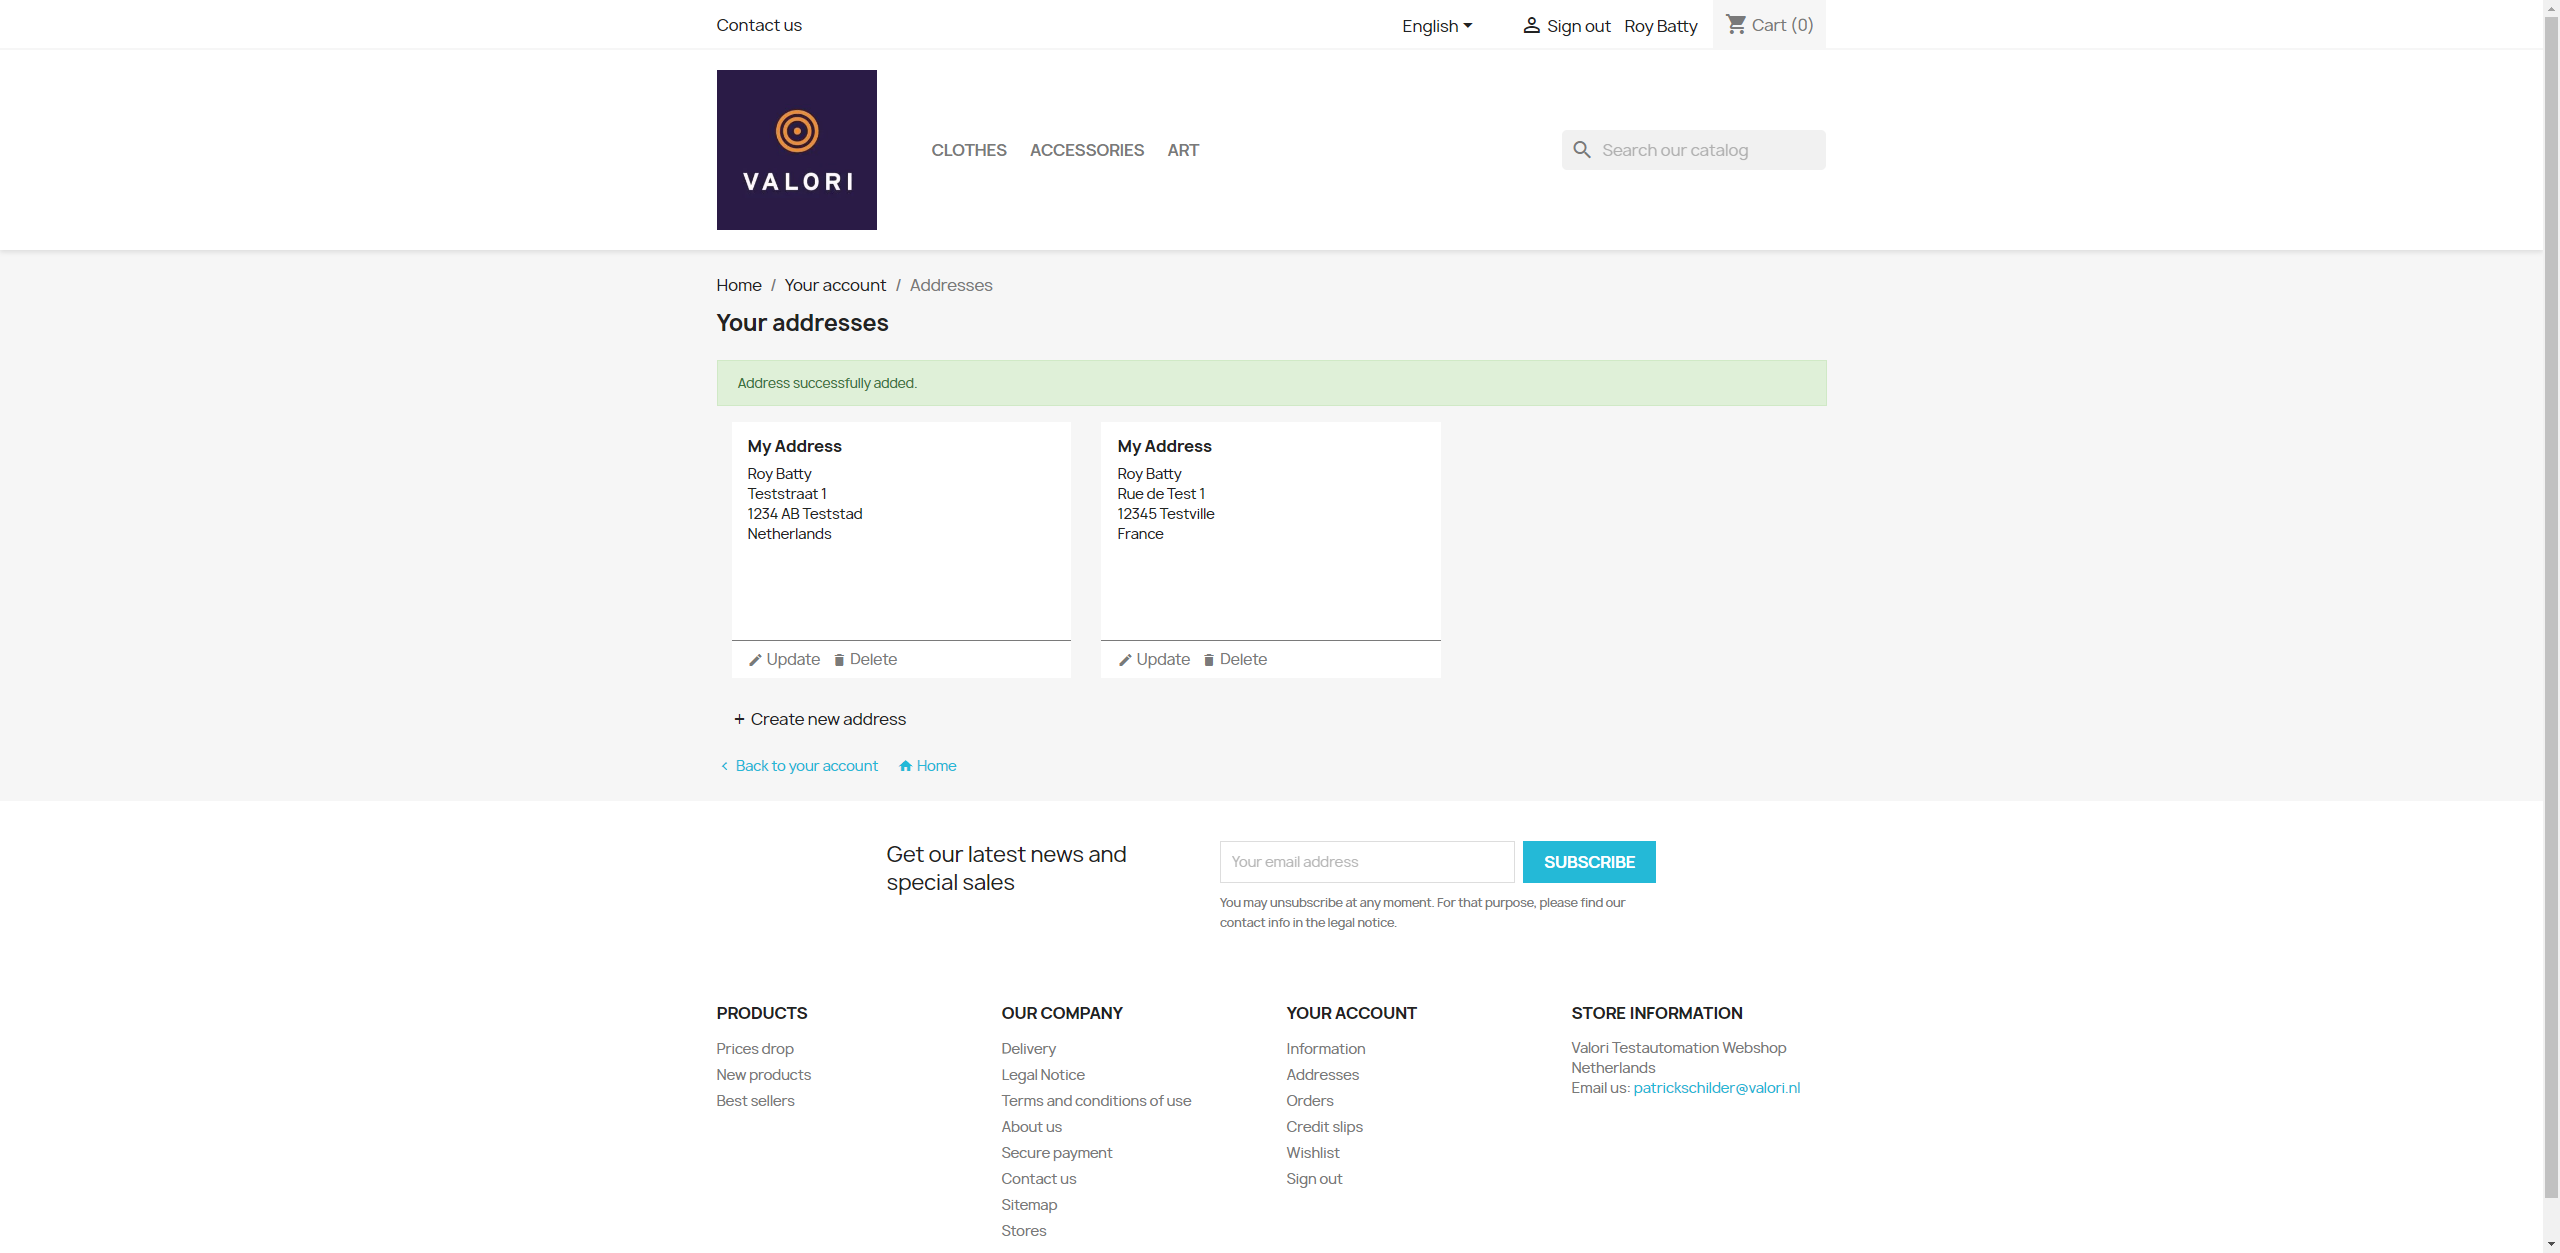 Contact us
English
Sign out
Roy Batty
Cart (0)
VALORI
CLOTHES
ACCESSORIES
ART
Search our catalog
Home / Your account / Addresses
Your addresses
Address successfully added.
My Address
Roy Batty
Teststraat 1
1234 AB Teststad
Netherlands
Update
Delete
My Address
Roy Batty
Rue de Test 1
12345 Testville
France
Update
Delete
+ Create new address
Back to your account
Home
Get our latest news and
special sales
Your email address
SUBSCRIBE
You may unsubscribe at any moment. For that purpose, please find our
contact info in the legal notice.
PRODUCTS
Prices drop
New products
Best sellers
OUR COMPANY
Delivery
Legal Notice
Terms and conditions of use
About us
Secure payment
Contact us
Sitemap
Stores
YOUR ACCOUNT
Information
Addresses
Orders
Credit slips
Wishlist
Sign out
STORE INFORMATION
Valori Testautomation Webshop
Netherlands
Email us: patrickschilder@valori.nl